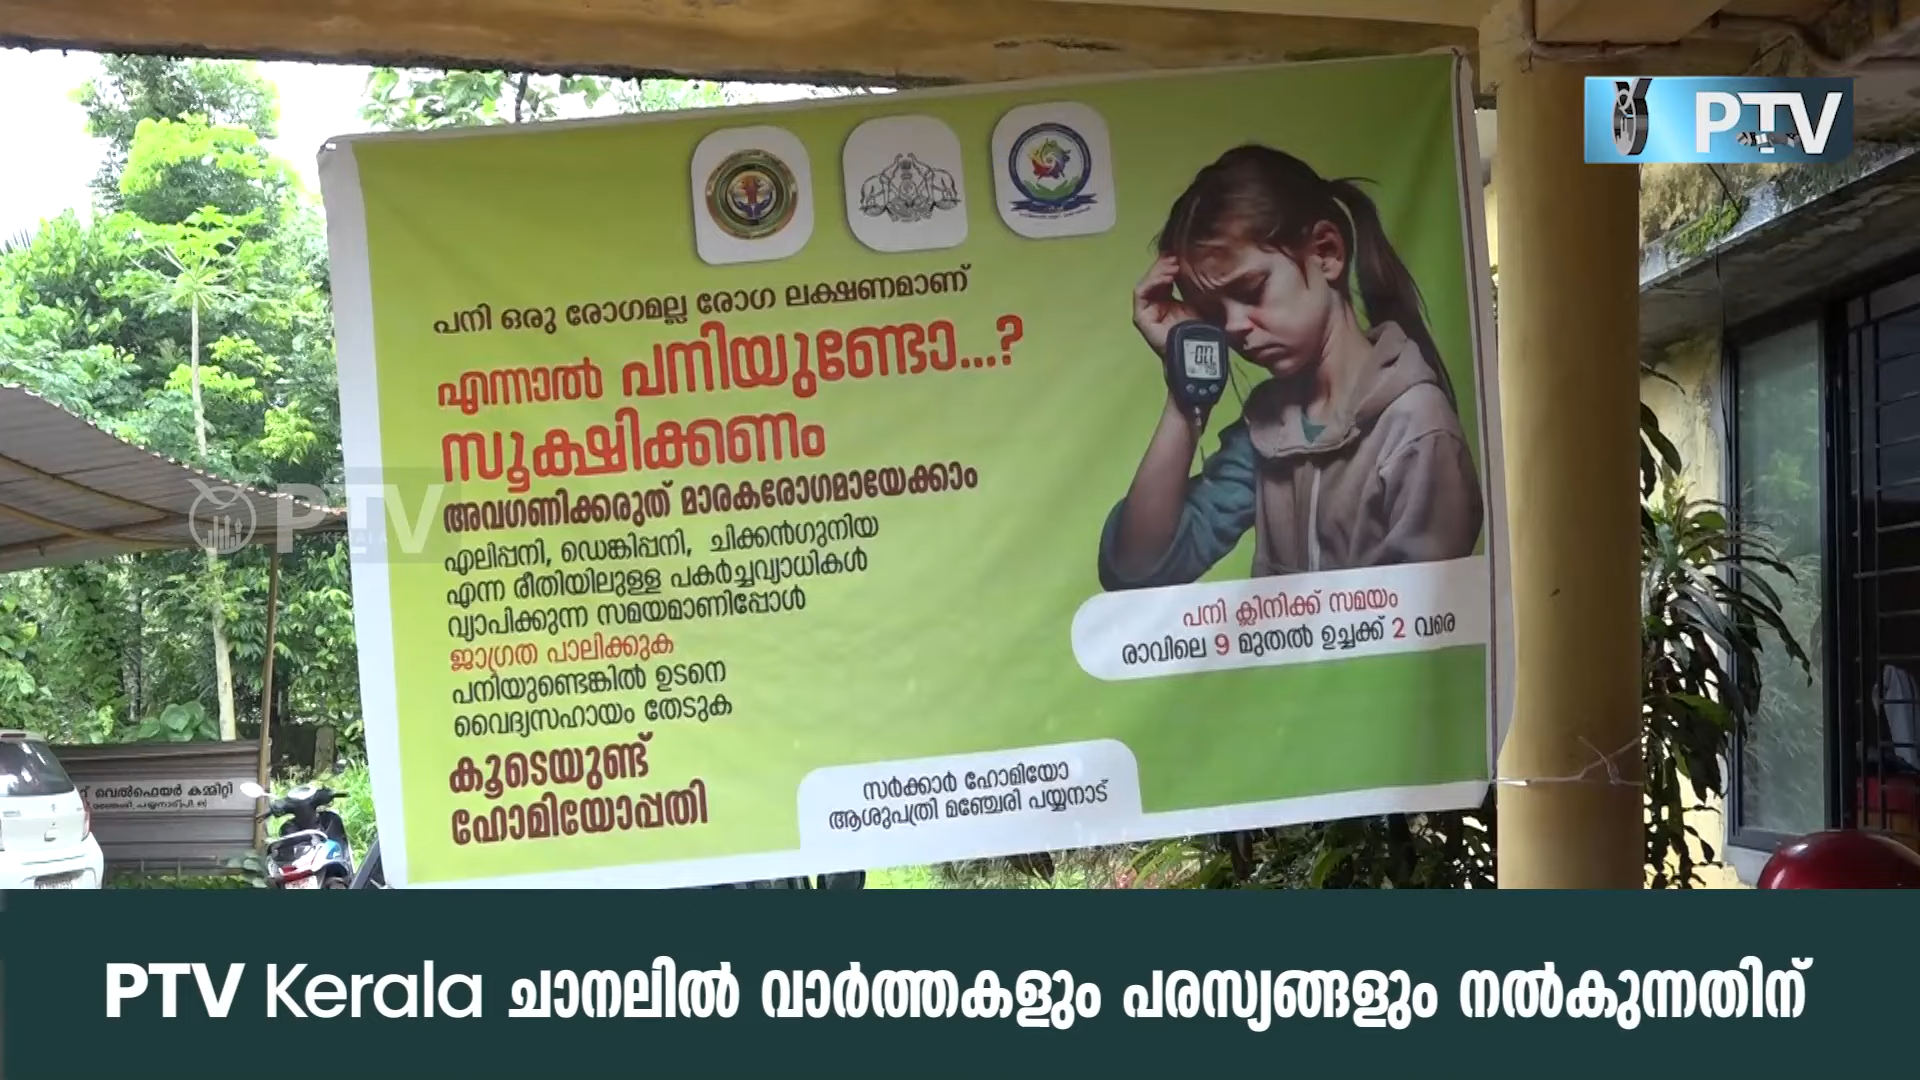 PTV
പനി ഒരു രോഗമല്ല രോഗ ലക്ഷണമാണ്
എന്നാൽ പനിയുണ്ടോ...?
സൂക്ഷിക്കണം
അവഗണിക്കരുത് മാരകരോഗമായേക്കാം
എലിപ്പനി, ഡെങ്കിപ്പനി, ചിക്കൻഗുനിയ
എന്ന രീതിയിലുള്ള പകർച്ചവ്യാധികൾ
വ്യാപിക്കുന്ന സമയമാണിപ്പോൾ
ജാഗ്രത പാലിക്കുക
പനിയുണ്ടെങ്കിൽ ഉടനെ
വൈദ്യസഹായം തേടുക
കൂടെയുണ്ട്
ഹോമിയോപ്പതി
പനി ക്ലിനിക്ക് സമയം
രാവിലെ 9 മുതൽ ഉച്ചക്ക് 2 വരെ
സർക്കാർ ഹോമിയോ
ആശുപത്രി മഞ്ചേരി പയ്യനാട്
PTV
KERALA
വെൽഫെയർ കമ്മിറ്റി
PTV Kerala ചാനലിൽ വാർത്തകളും പരസ്യങ്ങളും നൽകുന്നതിന്